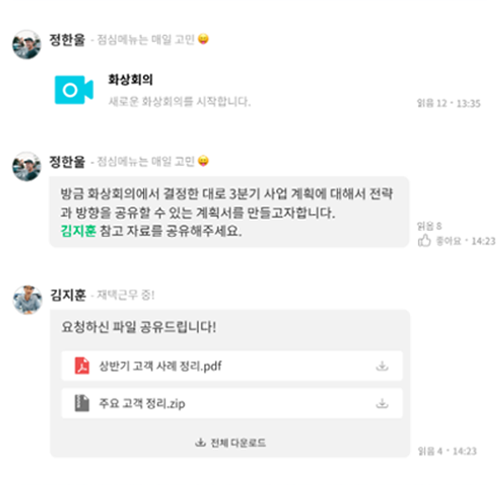 정한울 - 점심메뉴는 매일 고민 😛
화상회의
새로운 화상회의를 시작합니다.
읽음 12 · 13:35
정한울 - 점심메뉴는 매일 고민 😛
방금 화상회의에서 결정한 대로 3분기 사업 계획에 대해서 전략
과 방향을 공유할 수 있는 계획서를 만들고자합니다.
김지훈 참고 자료를 공유해주세요.
읽음 8
좋아요 · 14:23
김지훈 - 재택근무 중!
요청하신 파일 공유드립니다!
상반기 고객 사례 정리.pdf
주요 고객 정리.zip
전체 다운로드
읽음 4 · 14:23